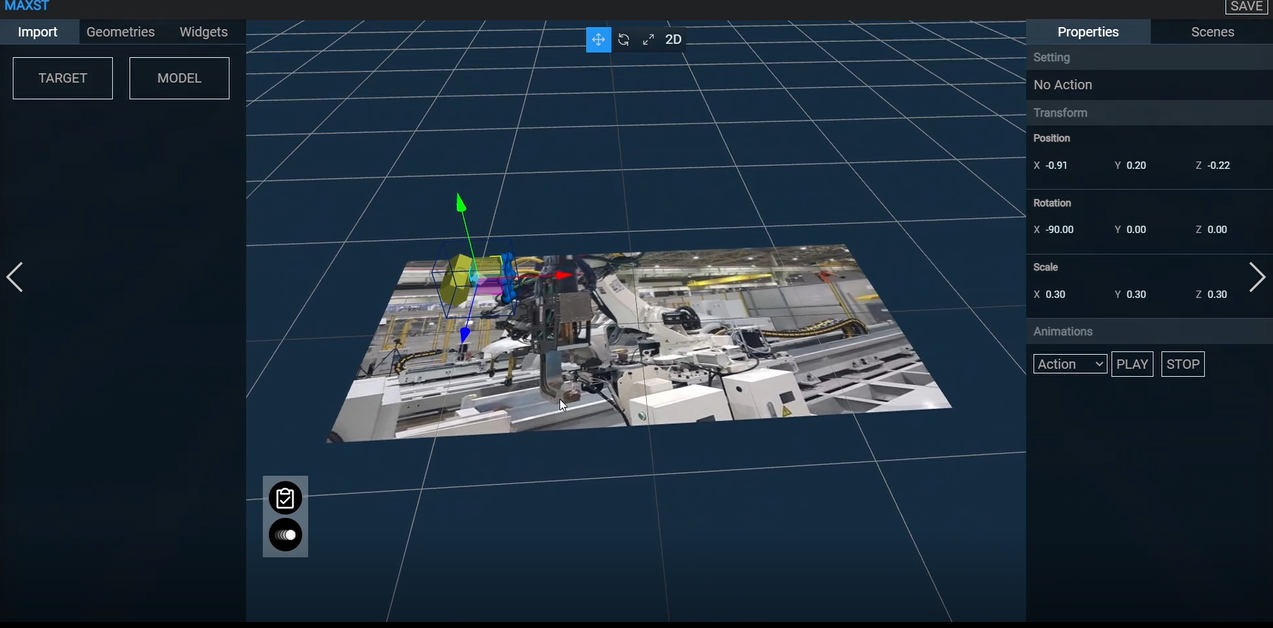 MAXST
SAVE
Import Geometries Widgets
TARGET MODEL
2D
Properties Scenes
Setting
No Action
Transform
Position
X -0.91 Y 0.20 Z -0.22
Rotation
X -90.00 Y 0.00 Z 0.00
Scale
X 0.30 Y 0.30 Z 0.30
Animations
Action PLAY STOP